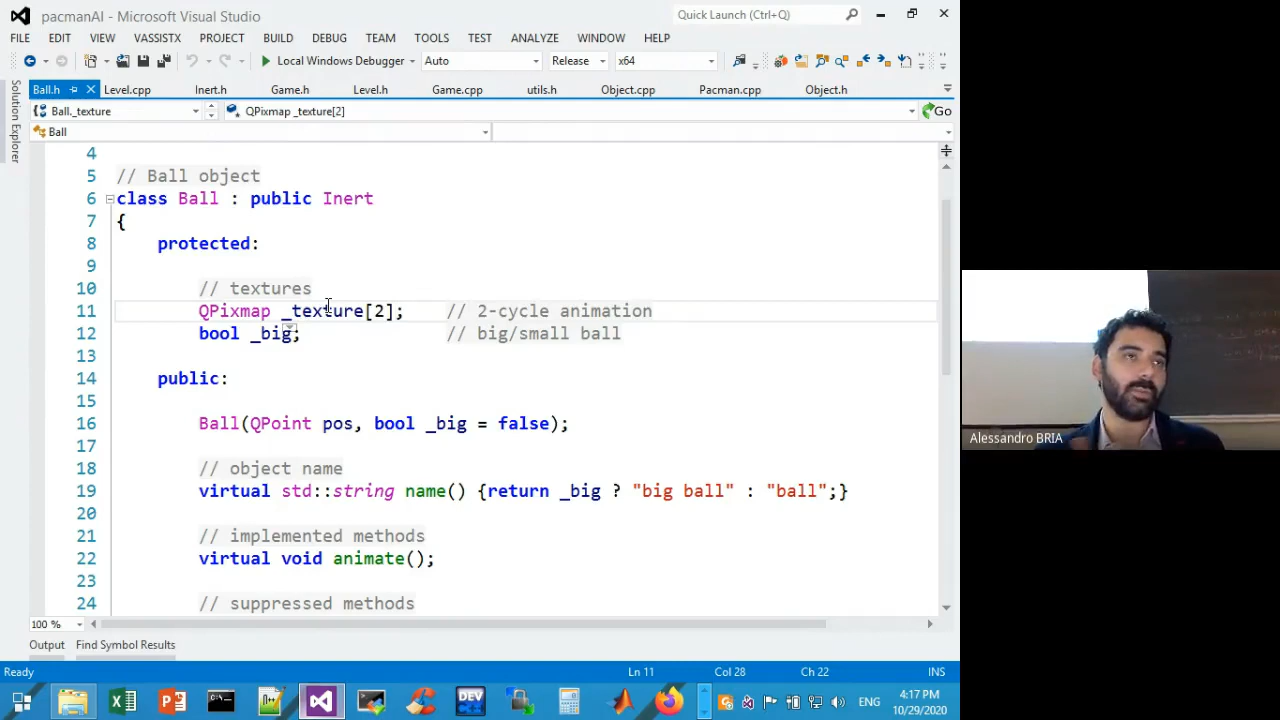 pacmanAI - Microsoft Visual Studio
Quick Launch (Ctrl+Q)
FILE EDIT VIEW VASSISTX PROJECT BUILD DEBUG TEAM TOOLS TEST ANALYZE WINDOW HELP
Local Windows Debugger Auto Release x64
Ball.h Level.cpp Inert.h Game.h Level.h Game.cpp utils.h Object.cpp Pacman.cpp Object.h
Ball._texture QPixmap _texture[2] Go
Ball
Solution Explorer
4
5 // Ball object
6 class Ball : public Inert
7 {
8 protected:
9
10 // textures
11 QPixmap _texture[2]; // 2-cycle animation
12 bool _big; // big/small ball
14 public:
15
16 Ball(QPoint pos, bool _big = false);
17
18 // object name
19 virtual std::string name() {return _big ? "big ball" : "ball";}
20
21 // implemented methods
22 virtual void animate();
23
24 // suppressed methods
100 %
Output Find Symbol Results
Ready Ln 11 Col 28 Ch 22 INS
DEV
ENG
4:17 PM
10/29/2020
Alessandro BRIA